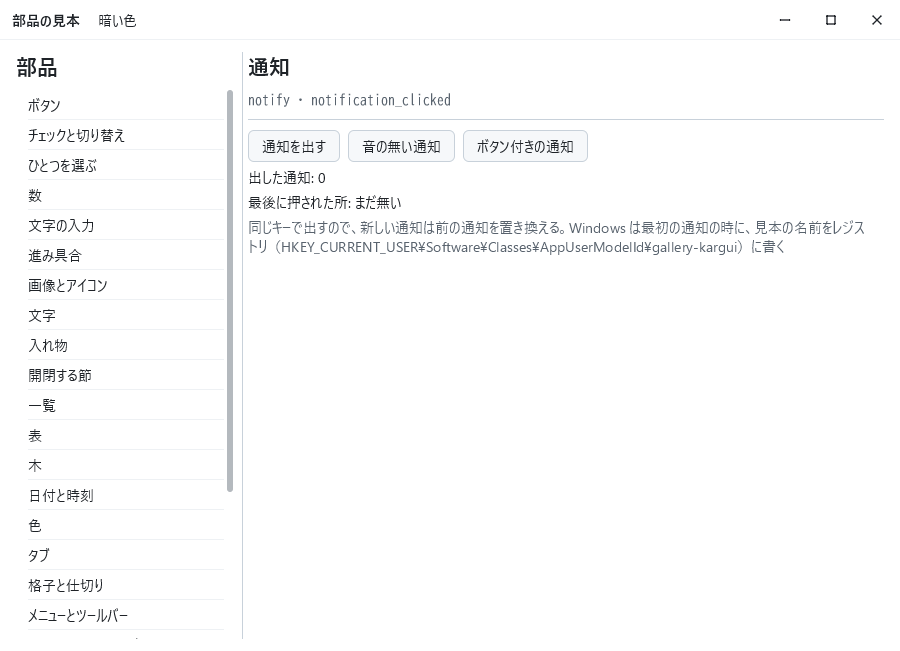 部品の見本 暗い色
部品
ボタン
チェックと切り替え
ひとつを選ぶ
数
文字の入力
進み具合
画像とアイコン
文字
入れ物
開閉する節
一覧
表
木
日付と時刻
色
タブ
格子と仕切り
メニューとツールバー
通知
notify · notification_clicked
通知を出す 音の無い通知 ボタン付きの通知
出した通知: 0
最後に押された所: まだ無い
同じキーで出すので、新しい通知は前の通知を置き換える。Windows は最初の通知の時に、見本の名前をレジス
トリ（HKEY_CURRENT_USER¥Software¥Classes¥AppUserModelId¥gallery-kargui）に書く